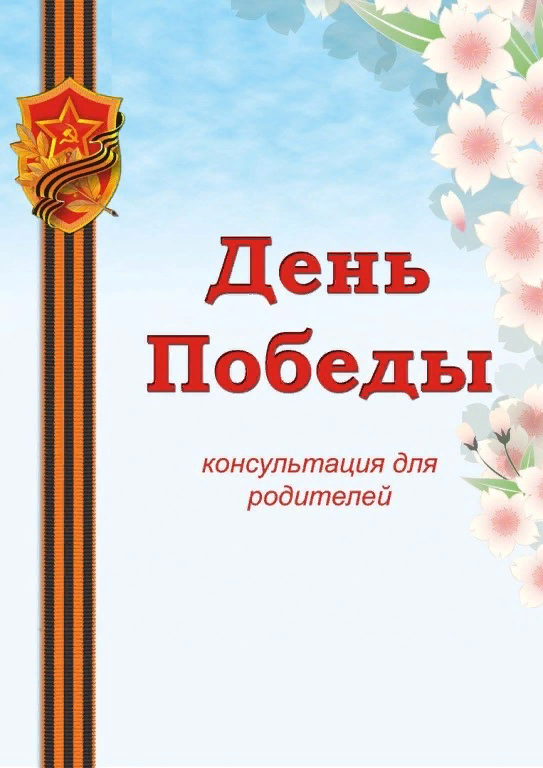 День
Победы
консультация для
родителей